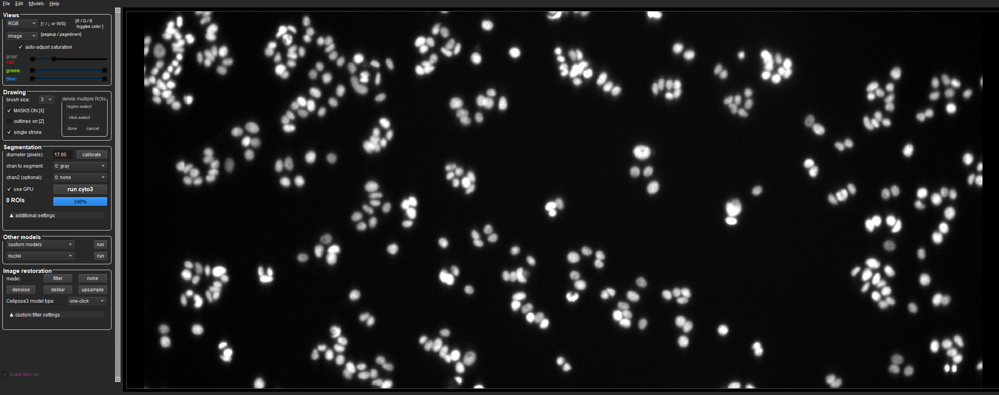 File Edit Models Help
Views
RGB [↑ / ↓ or W/S] [R / G / B
toggles color ]
image [pageup / pagedown]
✓ auto-adjust saturation
gray/
red
green:
blue:
Drawing
brush size: 3 delete multiple ROIs
region-select
✓ MASKS ON [X]
click-select
outlines on [Z]
done cancel
✓ single stroke
Segmentation
diameter (pixels): 17.00 calibrate
chan to segment: 0: gray
chan2 (optional): 0: none
✓ use GPU run cyto3
0 ROIs 100%
▲ additional settings
Other models
custom models run
nuclei run
Image restoration
mode: filter none
denoise deblur upsample
Cellpose3 model type: one-click
▲ custom filter settings
✓ scale disk on